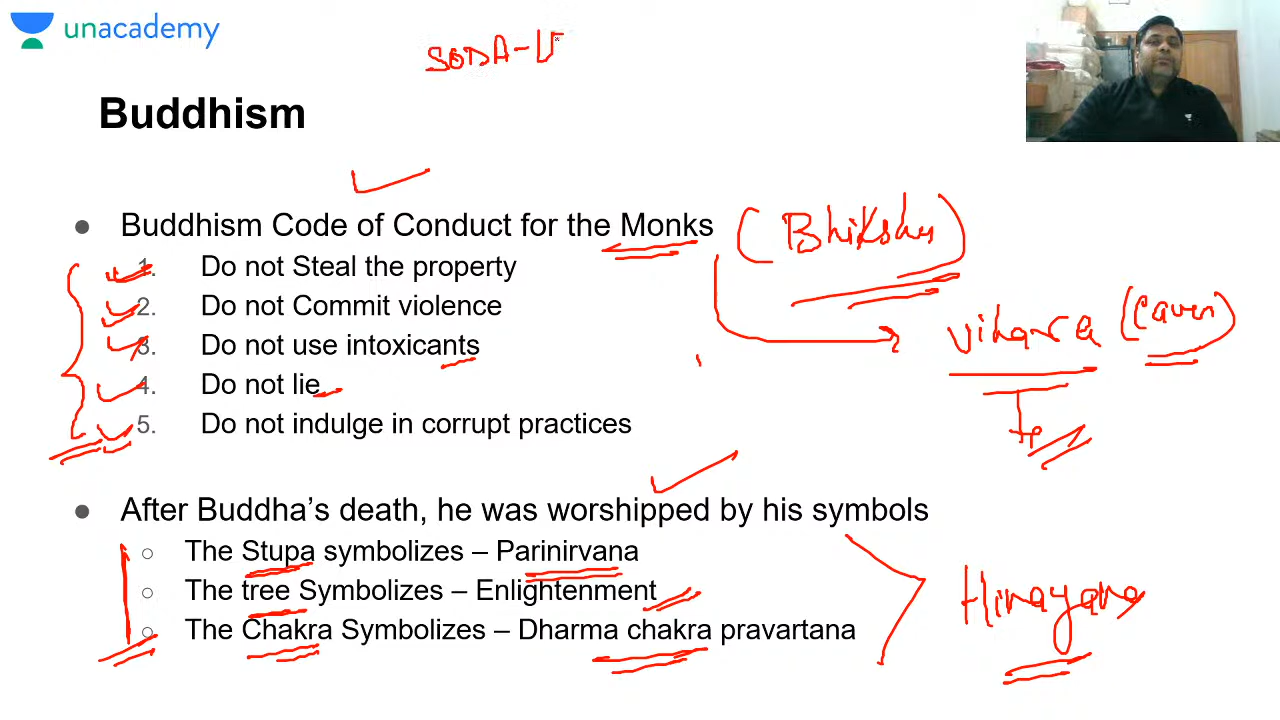 unacademy
SODA-V
Buddhism
● Buddhism Code of Conduct for the Monks (Bhikshus)
1. Do not Steal the property
2. Do not Commit violence
vihara (caves)
3. Do not use intoxicants
4. Do not lie
5. Do not indulge in corrupt practices
● After Buddha’s death, he was worshipped by his symbols
○ The Stupa symbolizes – Parinirvana
○ The tree Symbolizes – Enlightenment
Hinayana
○ The Chakra Symbolizes – Dharma chakra pravartana